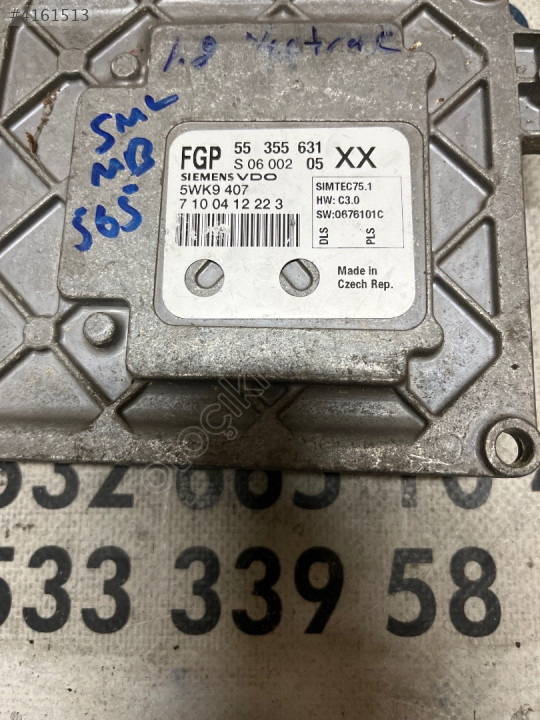 #4161513
1.8 Vectra C
SML
MB
565
FGP 55 355 631 XX
S 06 002 05
SIEMENS VDO
5WK9 407
7 10 04 12 22 3
SIMTEC75.1
HW: C3.0
SW:0676101C
DLS
PLS
Made in
Czech Rep.
533 339 58